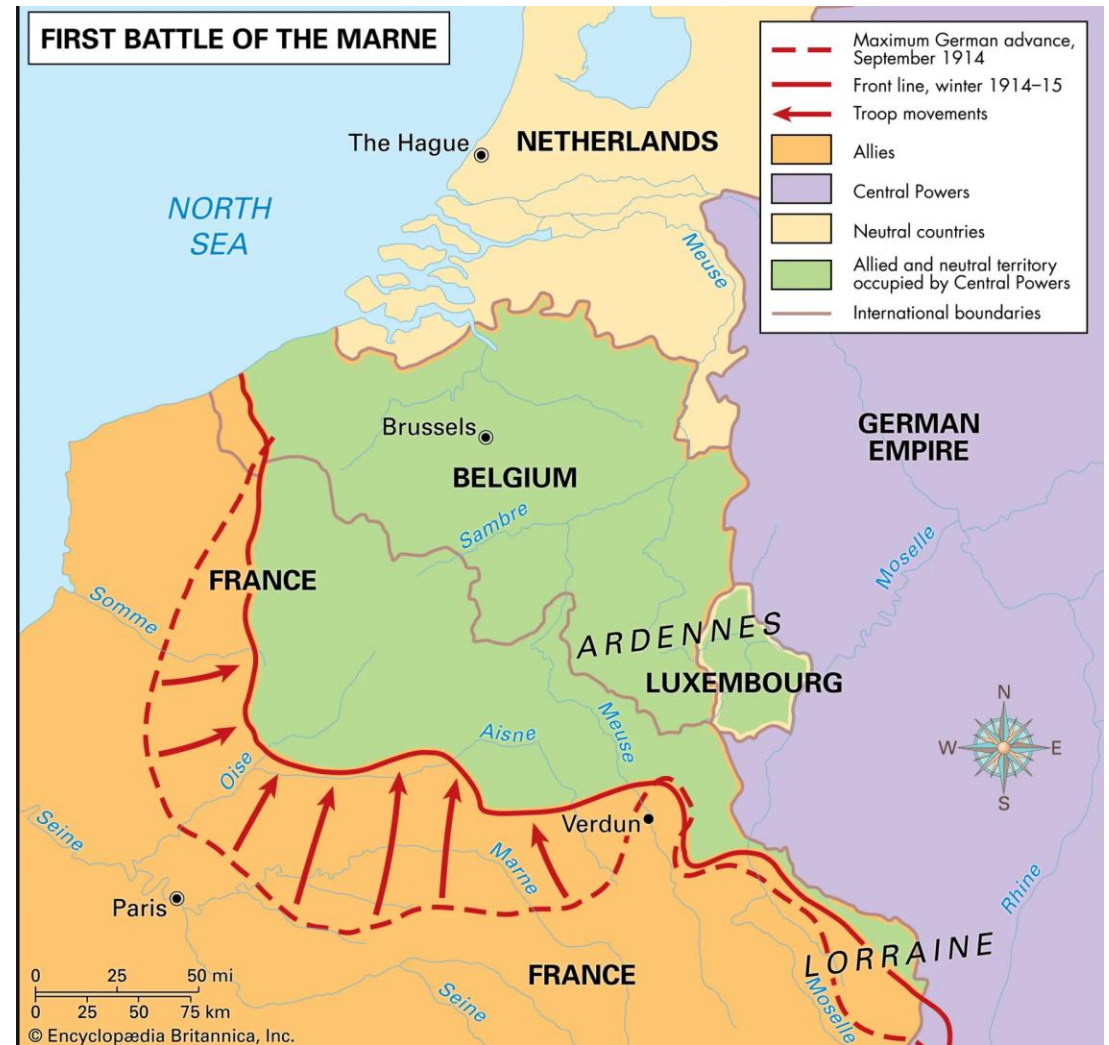 FIRST BATTLE OF THE MARNE
Maximum German advance,
September 1914
Front line, winter 1914–15
Troop movements
Allies
Central Powers
Neutral countries
Allied and neutral territory
occupied by Central Powers
International boundaries
The Hague
NETHERLANDS
NORTH
SEA
Meuse
GERMAN
EMPIRE
Brussels
BELGIUM
Sambre
Moselle
FRANCE
Somme
ARDENNES
LUXEMBOURG
Meuse
Aisne
Oise
N
W
E
S
Seine
Verdun
Marne
Paris
Rhine
LORRAINE
FRANCE
Seine
Moselle
0 25 50 mi
0 25 50 75 km
© Encyclopædia Britannica, Inc.